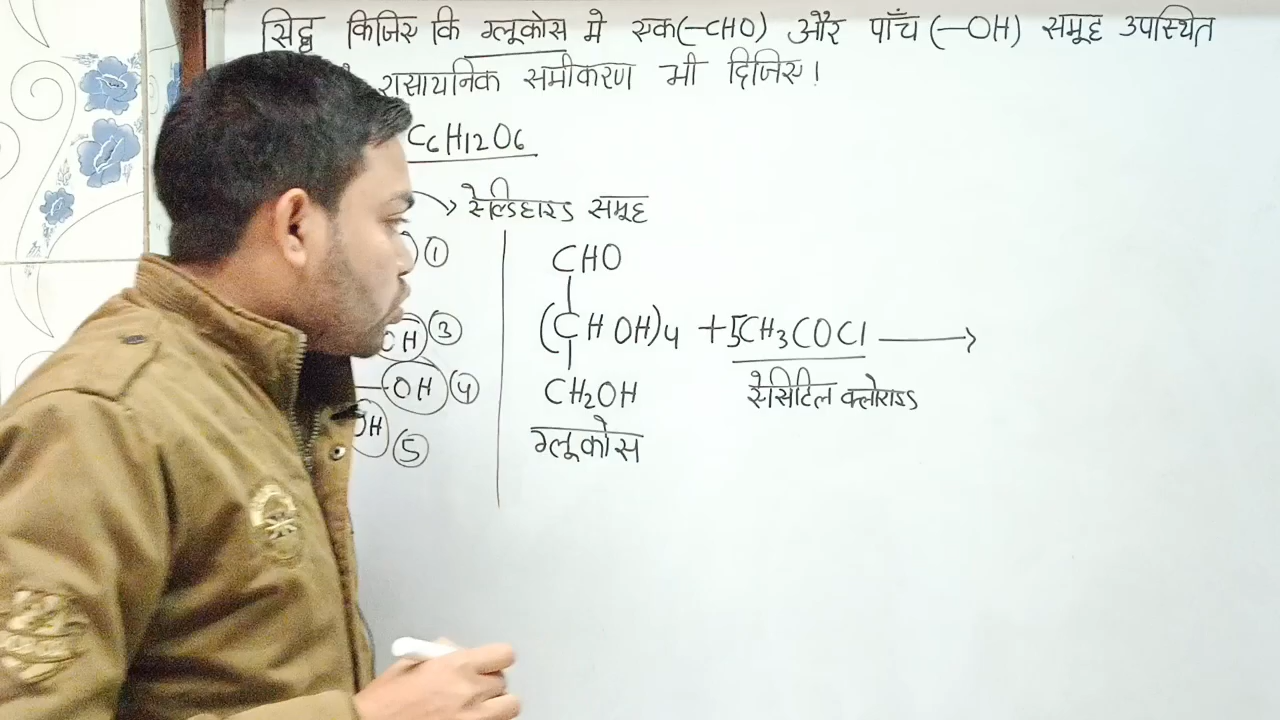 सिद्ध किजिए कि ग्लूकोस मे एक(—CHO) और पाँच (—OH) समूह उपस्थित
रासायनिक समीकरण भी दिजिए।
C6H12O6
ऐल्डिहाइड समूह
①
CHO
(CHOH)4 + 5CH3COCl ⟶
OH ③
CH2OH
—OH ④
ऐसिटिल क्लोराइड
OH ⑤
ग्लूकोस